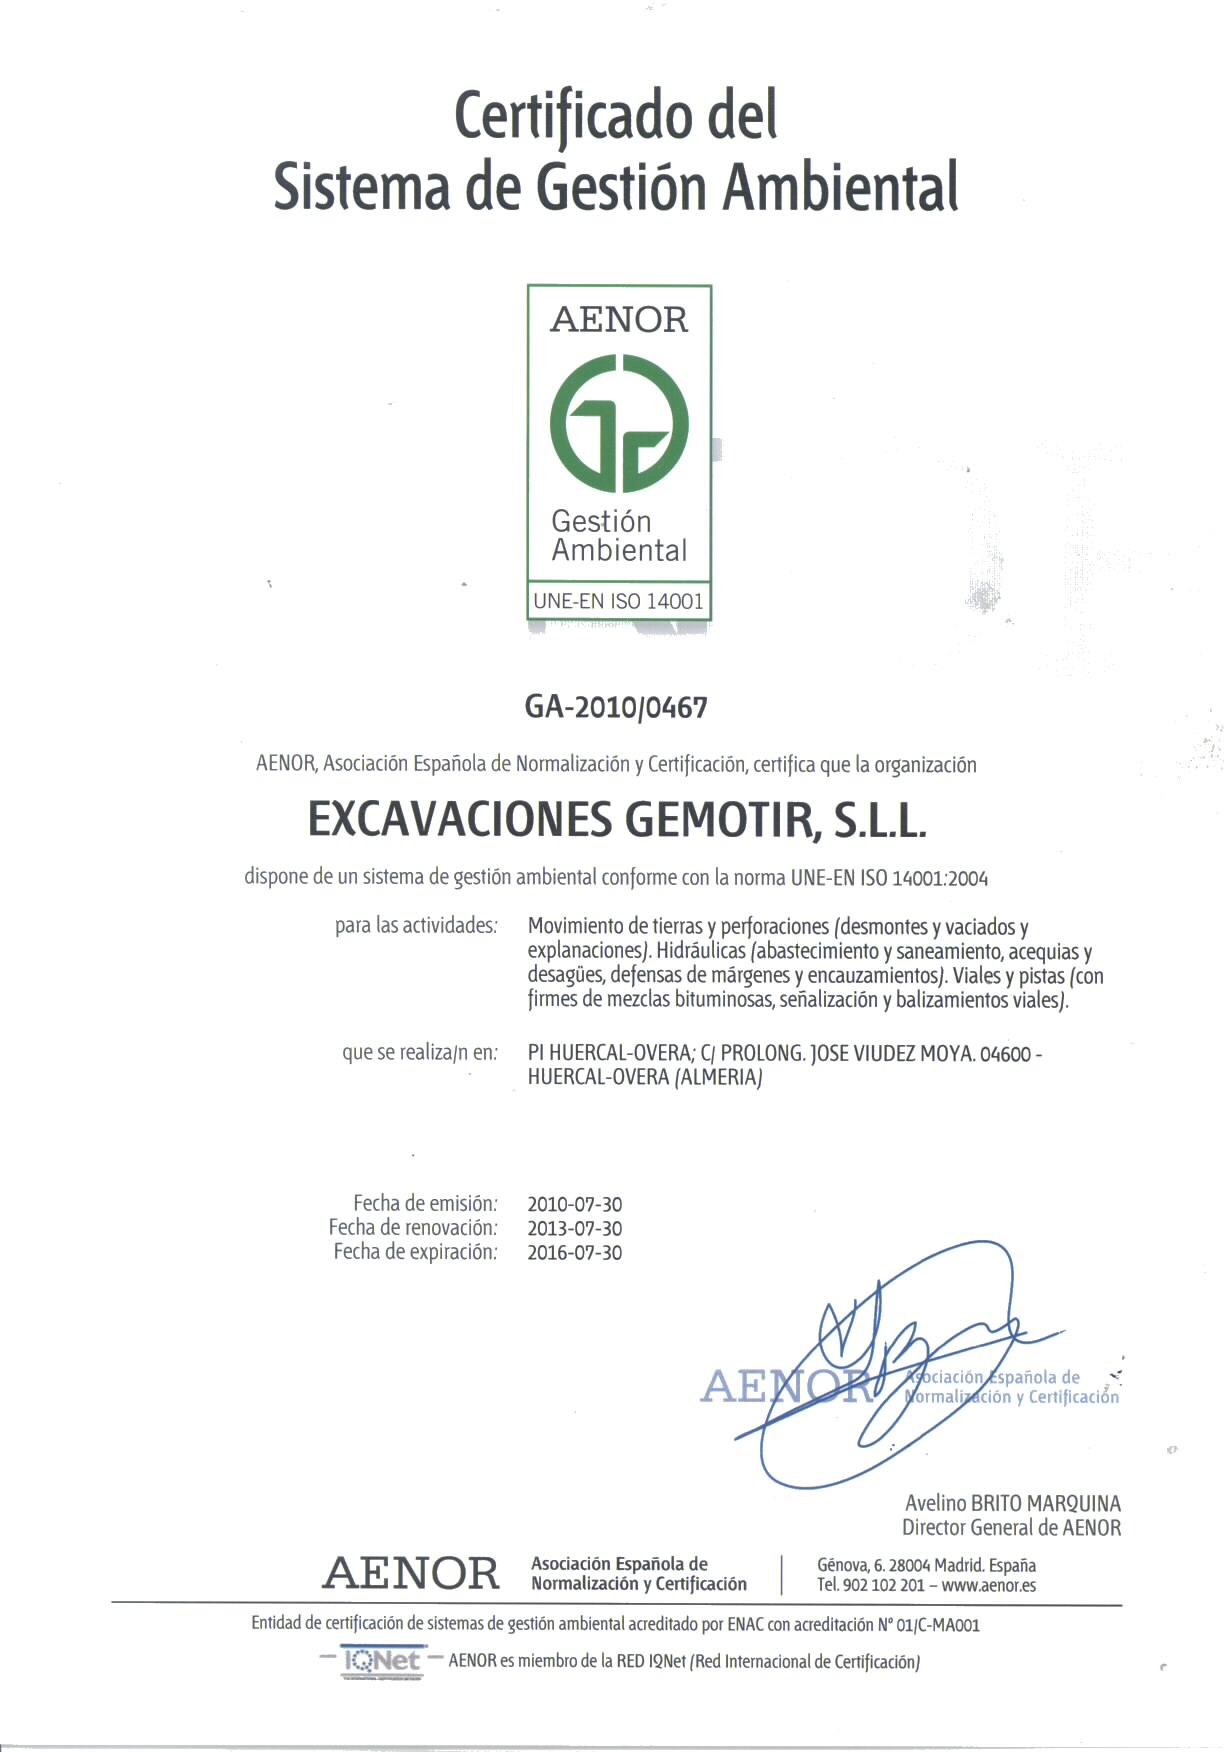 Certificado del
Sistema de Gestión Ambiental
AENOR
Gestión
Ambiental
UNE-EN ISO 14001
GA-2010/0467
AENOR, Asociación Española de Normalización y Certificación, certifica que la organización
EXCAVACIONES GEMOTIR, S.L.L.
dispone de un sistema de gestión ambiental conforme con la norma UNE-EN ISO 14001:2004
para las actividades: Movimiento de tierras y perforaciones (desmontes y vaciados y
explanaciones). Hidráulicas (abastecimiento y saneamiento, acequias y
desagües, defensas de márgenes y encauzamientos). Viales y pistas (con
firmes de mezclas bituminosas, señalización y balizamientos viales).
que se realiza/n en: PI HUERCAL-OVERA; C/ PROLONG. JOSE VIUDEZ MOYA. 04600 -
HUERCAL-OVERA (ALMERIA)
Fecha de emisión: 2010-07-30
Fecha de renovación: 2013-07-30
Fecha de expiración: 2016-07-30
AENOR Asociación Española de
Normalización y Certificación
Avelino BRITO MARQUINA
Director General de AENOR
AENOR Asociación Española de
Normalización y Certificación
Génova, 6. 28004 Madrid. España
Tel. 902 102 201 – www.aenor.es
Entidad de certificación de sistemas de gestión ambiental acreditado por ENAC con acreditación Nº 01/C-MA001
IQNet
AENOR es miembro de la RED IQNet (Red Internacional de Certificación)